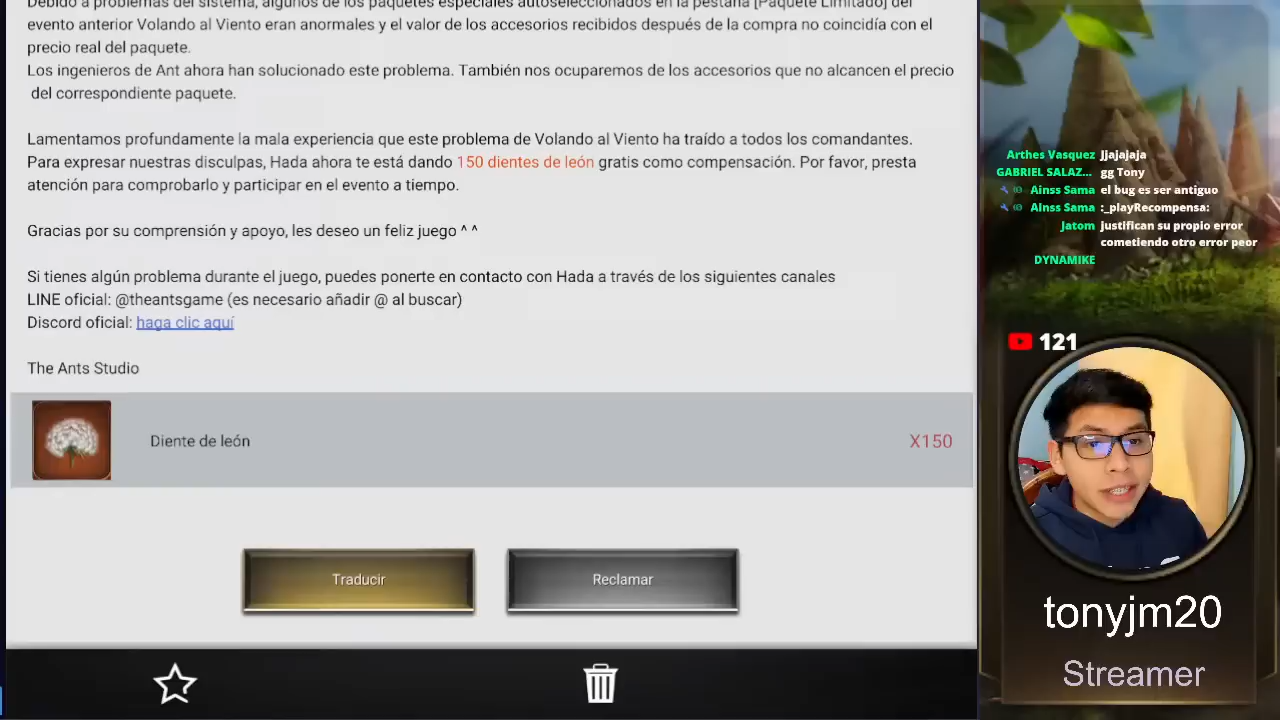 Debido a problemas del sistema, algunos de los paquetes especiales autoseleccionados en la pestaña [Paquete Limitado] del
evento anterior Volando al Viento eran anormales y el valor de los accesorios recibidos después de la compra no coincidía con el
precio real del paquete.
Los ingenieros de Ant ahora han solucionado este problema. También nos ocuparemos de los accesorios que no alcancen el precio
del correspondiente paquete.
Lamentamos profundamente la mala experiencia que este problema de Volando al Viento ha traído a todos los comandantes.
Para expresar nuestras disculpas, Hada ahora te está dando 150 dientes de león gratis como compensación. Por favor, presta
atención para comprobarlo y participar en el evento a tiempo.
Gracias por su comprensión y apoyo, les deseo un feliz juego ^ ^
Si tienes algún problema durante el juego, puedes ponerte en contacto con Hada a través de los siguientes canales
LINE oficial: @theantsgame (es necesario añadir @ al buscar)
Discord oficial: haga clic aquí
The Ants Studio
Diente de león X150
Traducir Reclamar
Arthes Vasquez Jjajajaja
GABRIEL SALAZ... gg Tony
Ainss Sama el bug es ser antiguo
Ainss Sama :_playRecompensa:
Jatom justifican su propio error
cometiendo otro error peor
DYNAMIKE
121
tonyjm20
Streamer